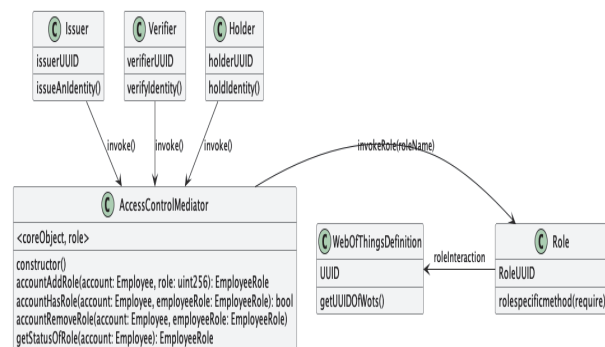 C Issuer
issuerUUID
issueAnIdentity()
C Verifier
verifierUUID
verifyIdentity()
C Holder
holderUUID
holdIdentity()
invoke()
invoke()
invoke()
invokeRole(roleName)
C AccessControlMediator
<coreObject, role>
constructor()
accountAddRole(account: Employee, role: uint256): EmployeeRole
accountHasRole(account: Employee, employeeRole: EmployeeRole): bool
accountRemoveRole(account: Employee, employeeRole: EmployeeRole)
getStatusOfRole(account: Employee): EmployeeRole
C WebOfThingsDefinition
UUID
getUUIDOfWots()
roleInteraction
C Role
RoleUUID
rolespecificmethod(require)